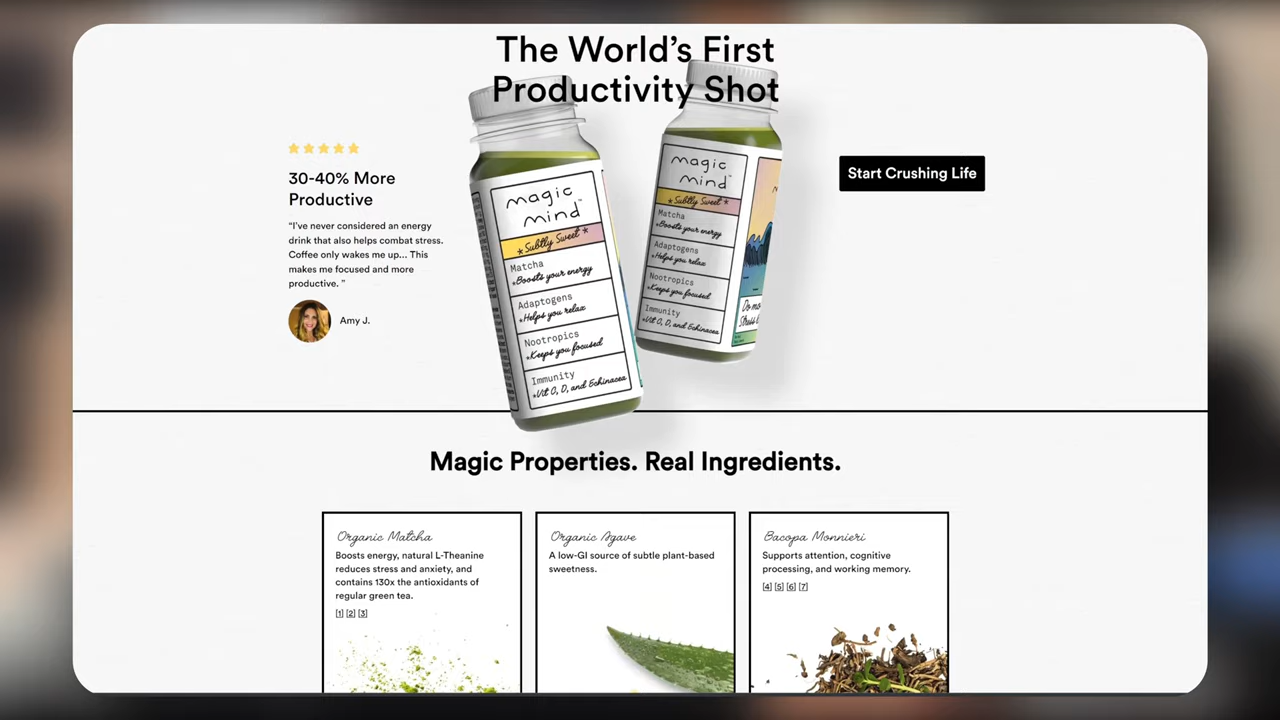 The World's First
Productivity Shot
30-40% More
Productive
“I've never considered an energy
drink that also helps combat stress.
Coffee only wakes me up... This
makes me focused and more
productive. ”
Amy J.
magic
mind™
★ Subtly Sweet ★
Matcha
★Boosts your energy
Adaptogens
★Helps you relax
Nootropics
★Keeps you focused
Immunity
★Vit C, D, and Echinacea
magic
mind™
★ Subtly Sweet ★
Matcha
★Boosts your energy
Adaptogens
★Helps you relax
Nootropics
★Keeps you focused
Immunity
★Vit C, D, and Echinacea
Start Crushing Life
Magic Properties. Real Ingredients.
Organic Matcha
Boosts energy, natural L-Theanine
reduces stress and anxiety, and
contains 130x the antioxidants of
regular green tea.
[1] [2] [3]
Organic Agave
A low-GI source of subtle plant-based
sweetness.
Bacopa Monnieri
Supports attention, cognitive
processing, and working memory.
[4] [5] [6] [7]